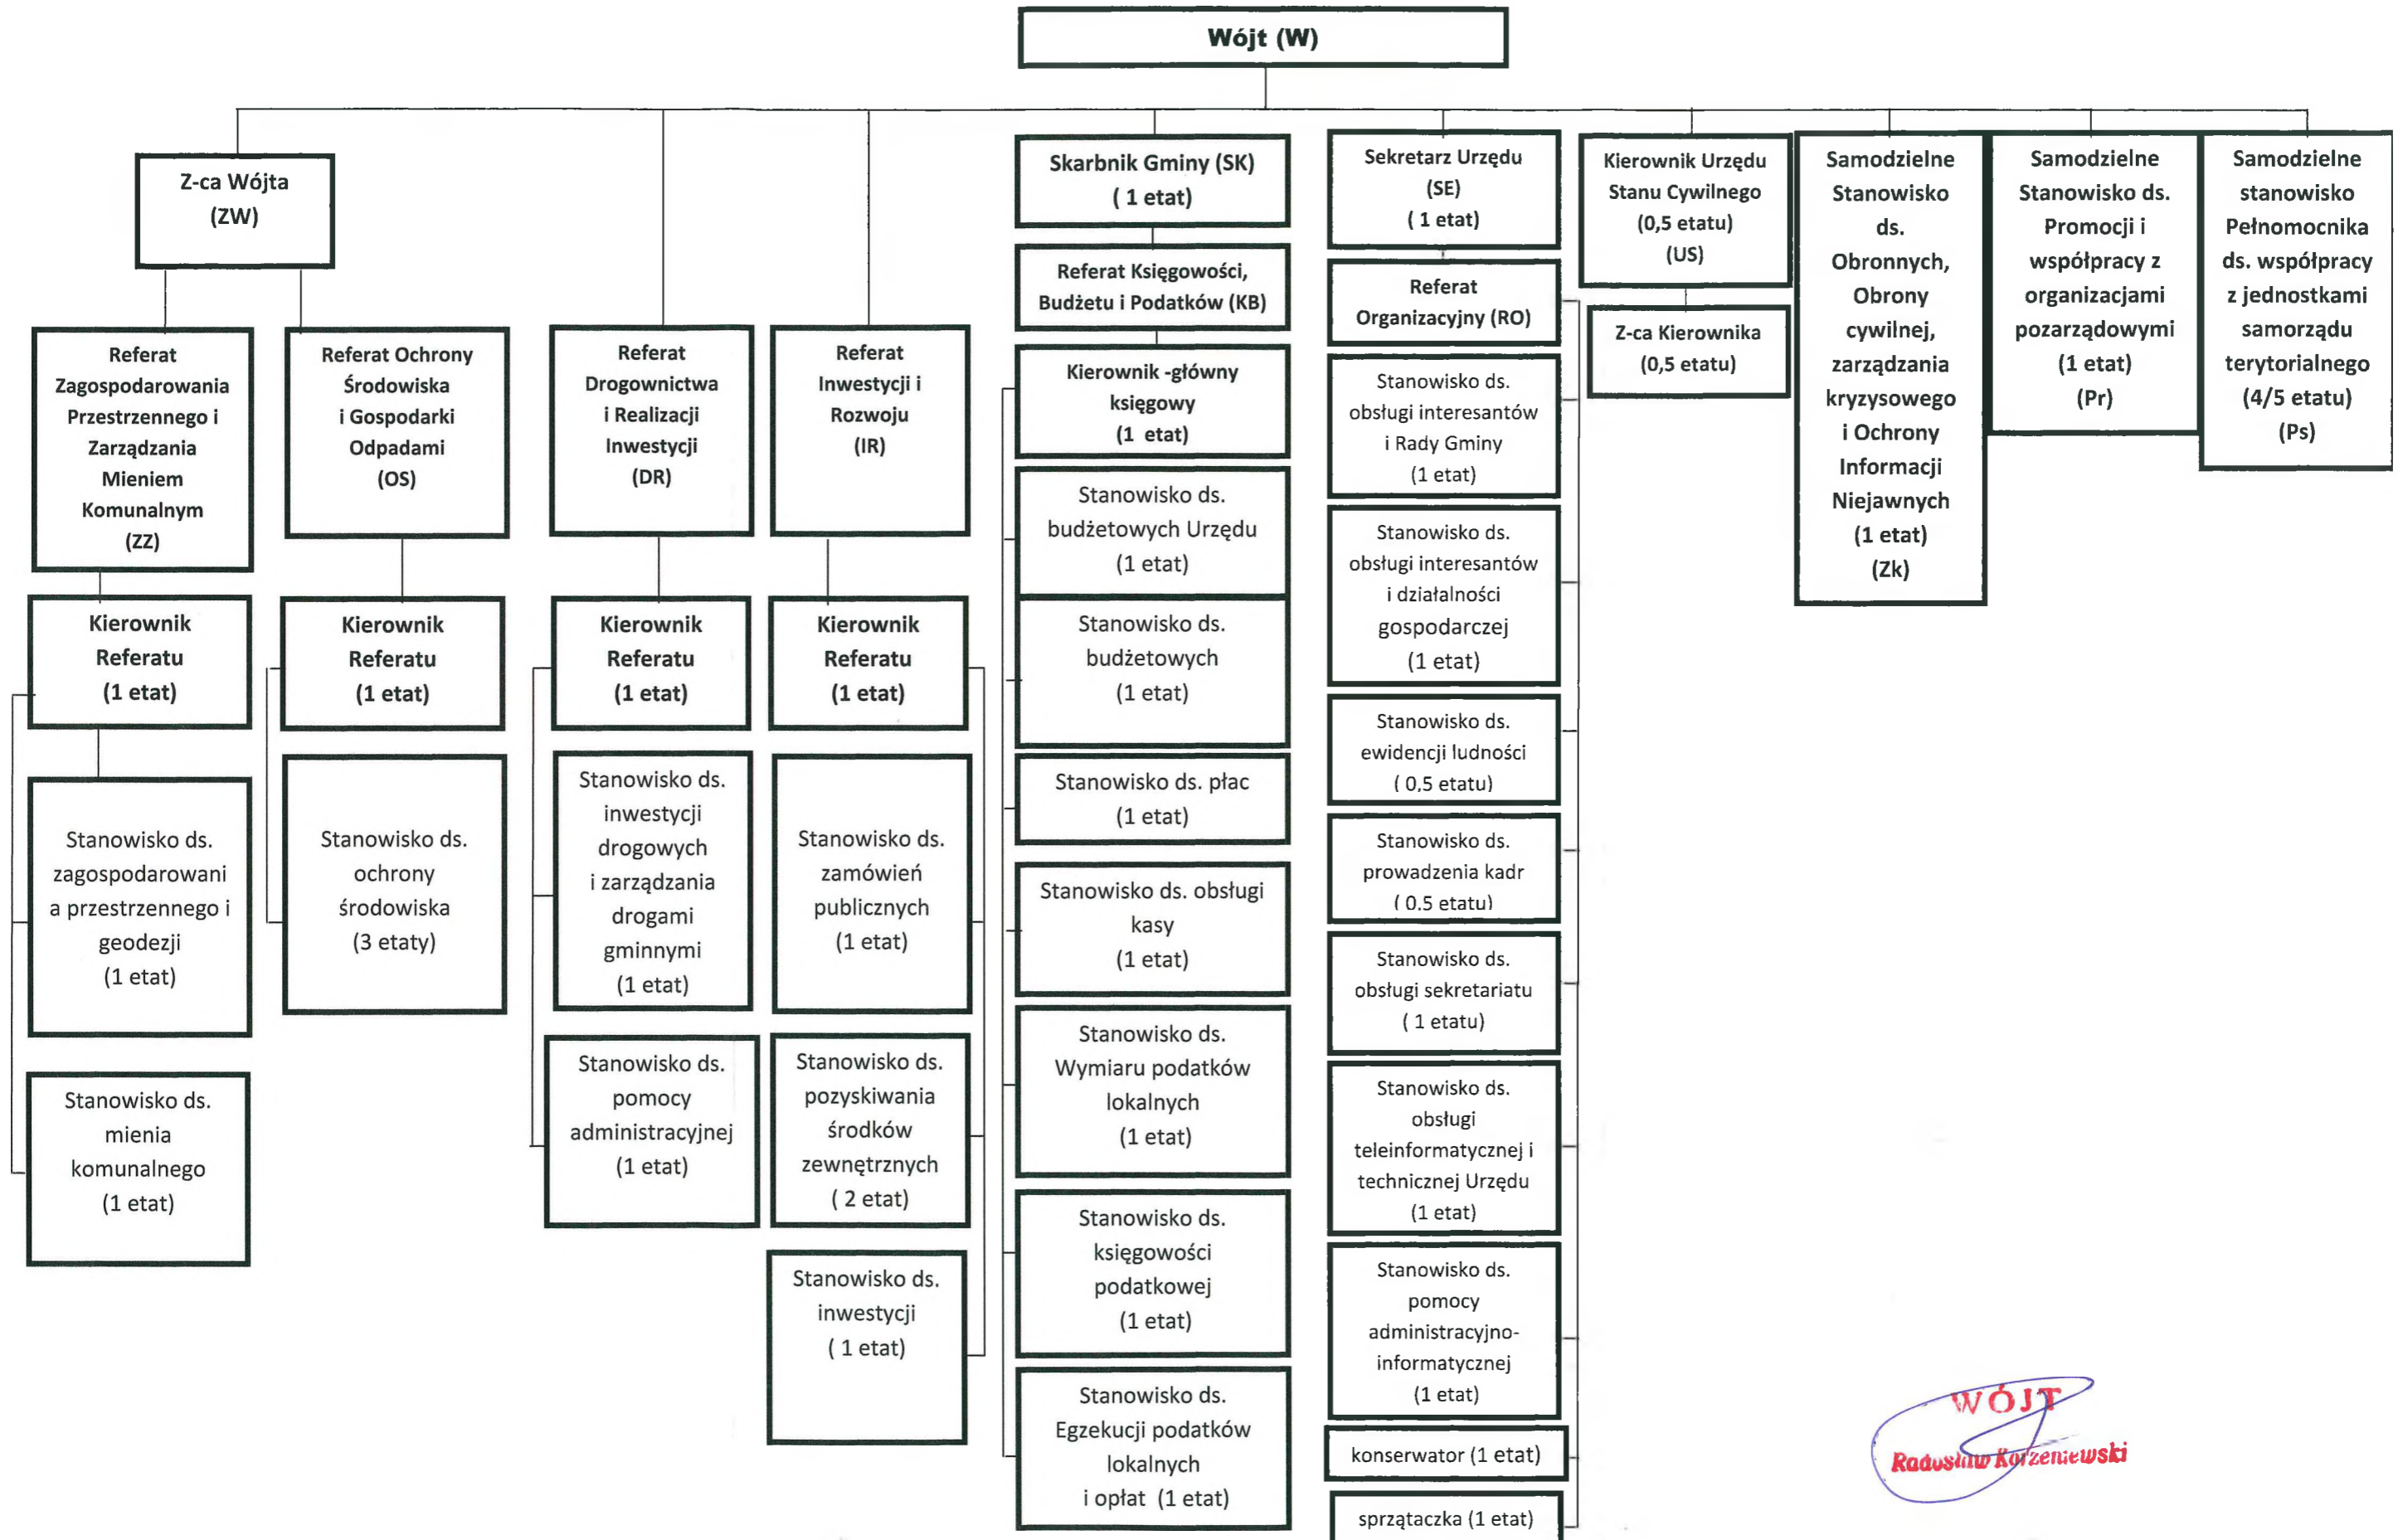 Wójt (W)
Z-ca Wójta
(ZW)
Referat
Zagospodarowania
Przestrzennego i
Zarządzania
Mieniem
Komunalnym
(ZZ)
Kierownik
Referatu
(1 etat)
Stanowisko ds.
zagospodarowani
a przestrzennego i
geodezji
(1 etat)
Stanowisko ds.
mienia
komunalnego
(1 etat)
Referat Ochrony
Środowiska
i Gospodarki
Odpadami
(OS)
Kierownik
Referatu
(1 etat)
Stanowisko ds.
ochrony
środowiska
(3 etaty)
Referat
Drogownictwa
i Realizacji
Inwestycji
(DR)
Kierownik
Referatu
(1 etat)
Stanowisko ds.
inwestycji
drogowych
i zarządzania
drogami
gminnymi
(1 etat)
Stanowisko ds.
pomocy
administracyjnej
(1 etat)
Referat
Inwestycji i
Rozwoju
(IR)
Kierownik
Referatu
(1 etat)
Stanowisko ds.
zamówień
publicznych
(1 etat)
Stanowisko ds.
pozyskiwania
środków
zewnętrznych
( 2 etat)
Stanowisko ds.
inwestycji
( 1 etat)
Skarbnik Gminy (SK)
( 1 etat)
Referat Księgowości,
Budżetu i Podatków (KB)
Kierownik -główny
księgowy
(1 etat)
Stanowisko ds.
budżetowych Urzędu
(1 etat)
Stanowisko ds.
budżetowych
(1 etat)
Stanowisko ds. płac
(1 etat)
Stanowisko ds. obsługi
kasy
(1 etat)
Stanowisko ds.
Wymiaru podatków
lokalnych
(1 etat)
Stanowisko ds.
księgowości
podatkowej
(1 etat)
Stanowisko ds.
Egzekucji podatków
lokalnych
i opłat (1 etat)
Sekretarz Urzędu
(SE)
( 1 etat)
Referat
Organizacyjny (RO)
Stanowisko ds.
obsługi interesantów
i Rady Gminy
(1 etat)
Stanowisko ds.
obsługi interesantów
i działalności
gospodarczej
(1 etat)
Stanowisko ds.
ewidencji ludności
( 0,5 etatu)
Stanowisko ds.
prowadzenia kadr
( 0.5 etatu)
Stanowisko ds.
obsługi sekretariatu
( 1 etatu)
Stanowisko ds.
obsługi
teleinformatycznej i
technicznej Urzędu
(1 etat)
Stanowisko ds.
pomocy
administracyjno-
informatycznej
(1 etat)
konserwator (1 etat)
sprzątaczka (1 etat)
Kierownik Urzędu
Stanu Cywilnego
(0,5 etatu)
(US)
Z-ca Kierownika
(0,5 etatu)
Samodzielne
Stanowisko
ds.
Obronnych,
Obrony
cywilnej,
zarządzania
kryzysowego
i Ochrony
Informacji
Niejawnych
(1 etat)
(Zk)
Samodzielne
Stanowisko ds.
Promocji i
współpracy z
organizacjami
pozarządowymi
(1 etat)
(Pr)
Samodzielne
stanowisko
Pełnomocnika
ds. współpracy
z jednostkami
samorządu
terytorialnego
(4/5 etatu)
(Ps)
WÓJT
Radosław Korzeniewski